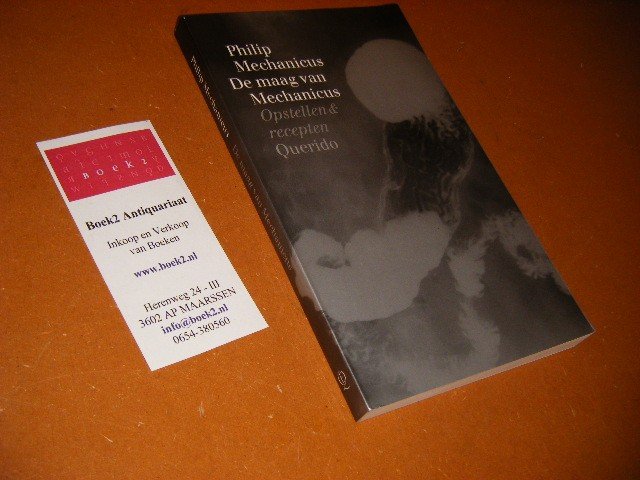 Philip
Mechanicus
De maag van
Mechanicus
Opstellen &
recepten
Querido
Philip Mechanicus De maag van Mechanicus
BOEK2
Boek2 Antiquariaat
Inkoop en Verkoop
van Boeken
www.boek2.nl
Herenweg 24 - III
3602 AP MAARSSEN
info@boek2.nl
0654-380560